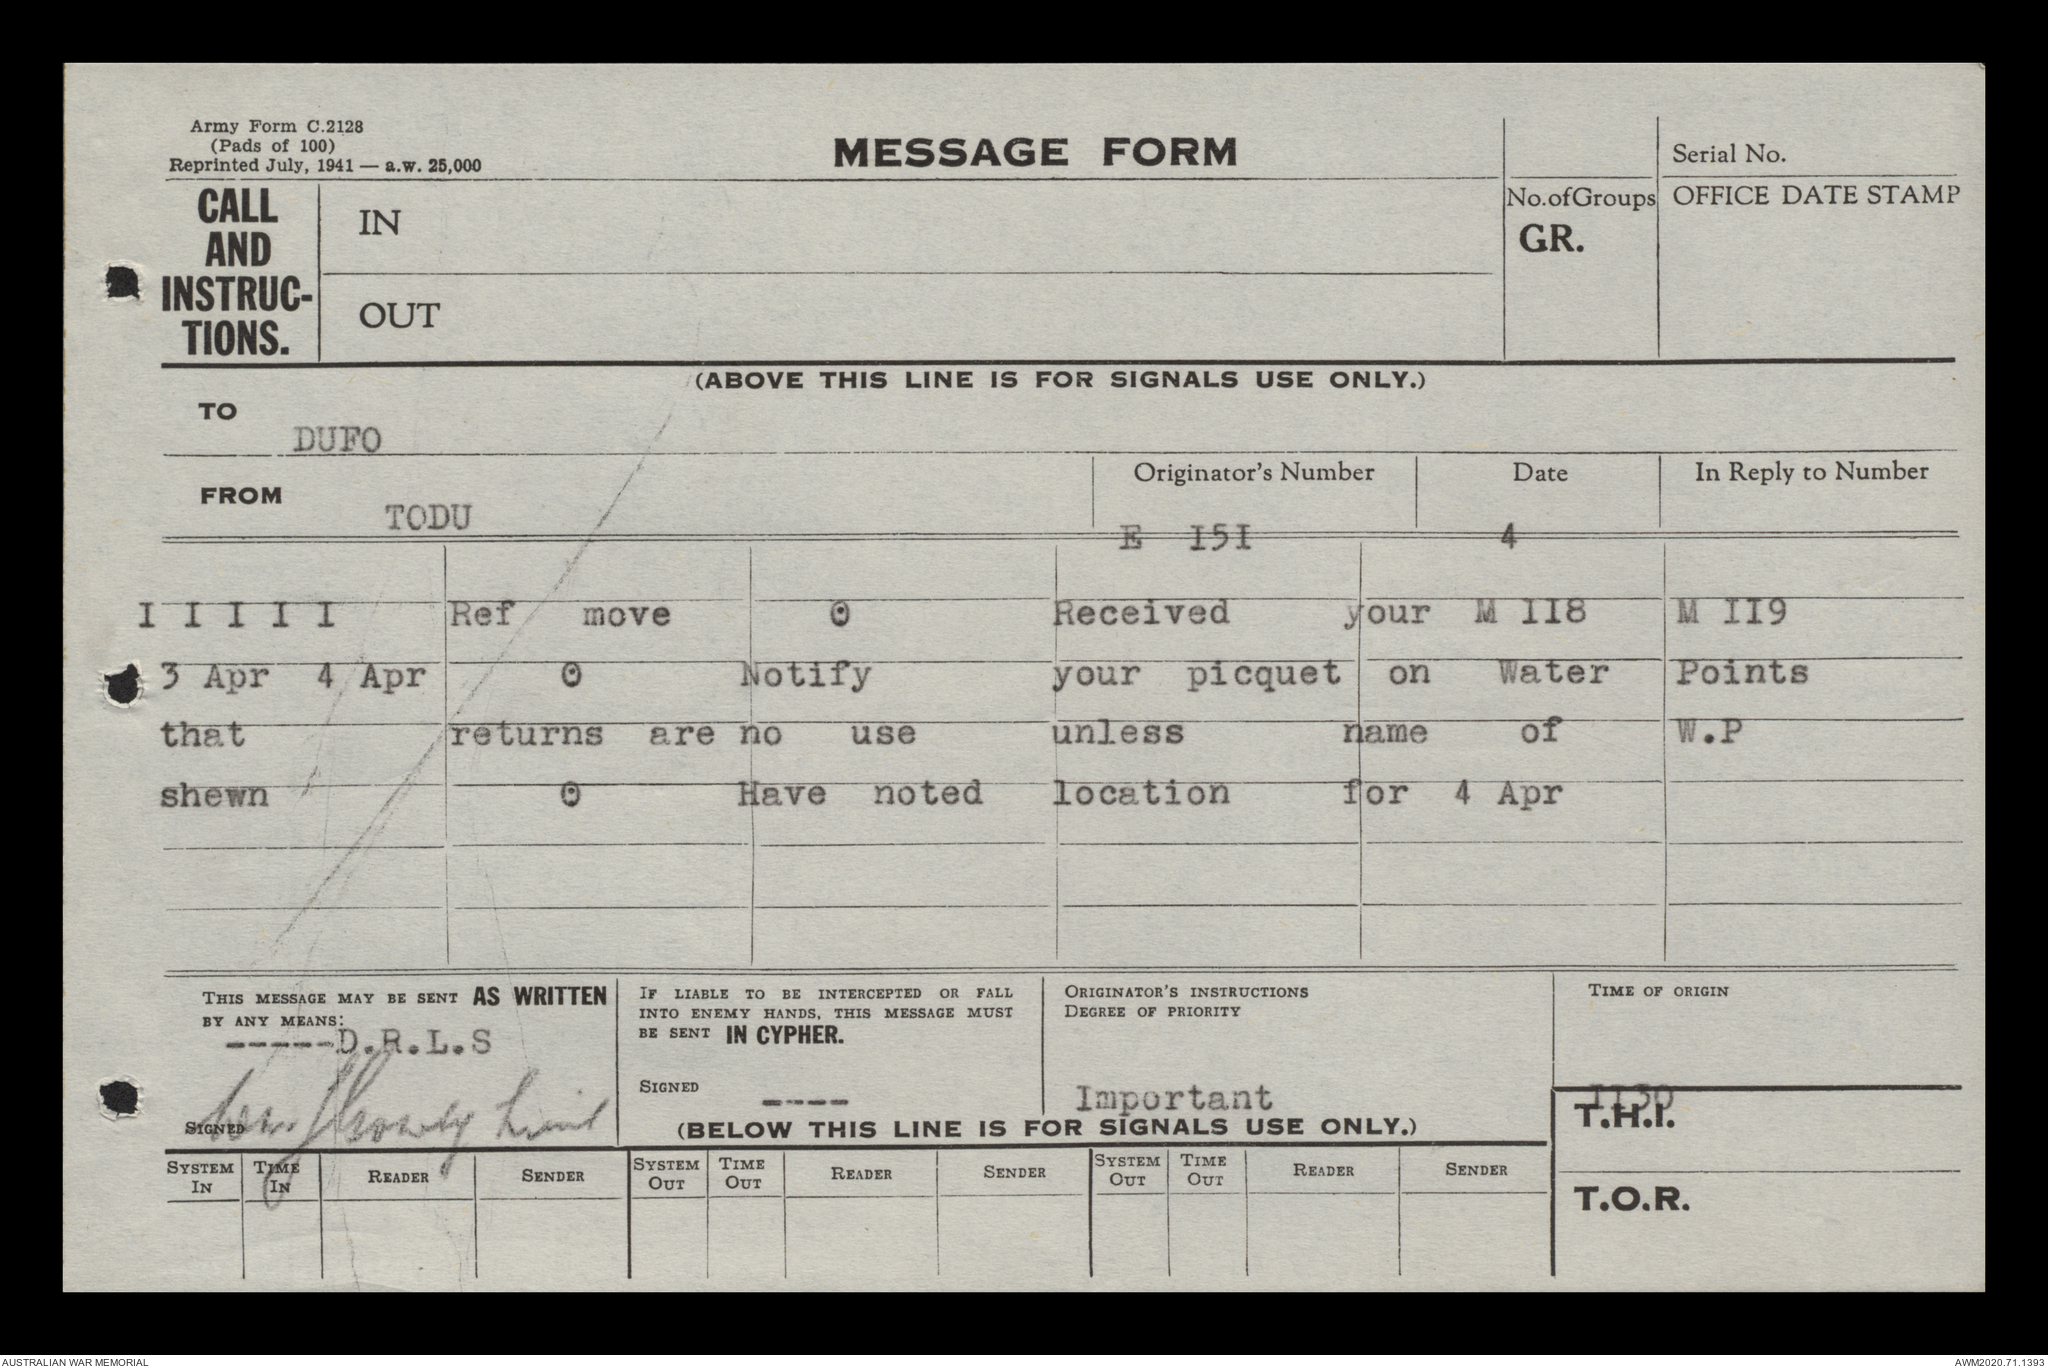 Army Form C.2128
(Pads of 100)
Reprinted July, 1941 — a.w. 25,000
MESSAGE FORM
Serial No.
CALL AND INSTRUC-TIONS.
IN
OUT
No.ofGroups
GR.
OFFICE DATE STAMP
(ABOVE THIS LINE IS FOR SIGNALS USE ONLY.)
TO
DUFO
FROM
TODU
Originator's Number
E I5I
Date
4
In Reply to Number
I I I I I Ref move 0 Received your M II8 M II9
3 Apr 4 Apr 0 Notify your picquet on Water Points
that returns are no use unless name of W.P
shewn 0 Have noted location for 4 Apr
THIS MESSAGE MAY BE SENT AS WRITTEN
BY ANY MEANS:
-----D.R.L.S
SIGNED
IF LIABLE TO BE INTERCEPTED OR FALL
INTO ENEMY HANDS, THIS MESSAGE MUST
BE SENT IN CYPHER.
SIGNED ----
ORIGINATOR'S INSTRUCTIONS
DEGREE OF PRIORITY
Important
TIME OF ORIGIN
II30
(BELOW THIS LINE IS FOR SIGNALS USE ONLY.)
T.H.I.
T.O.R.
SYSTEM IN TIME IN READER SENDER SYSTEM OUT TIME OUT READER SENDER SYSTEM OUT TIME OUT READER SENDER
AUSTRALIAN WAR MEMORIAL
AWM2020.71.1393